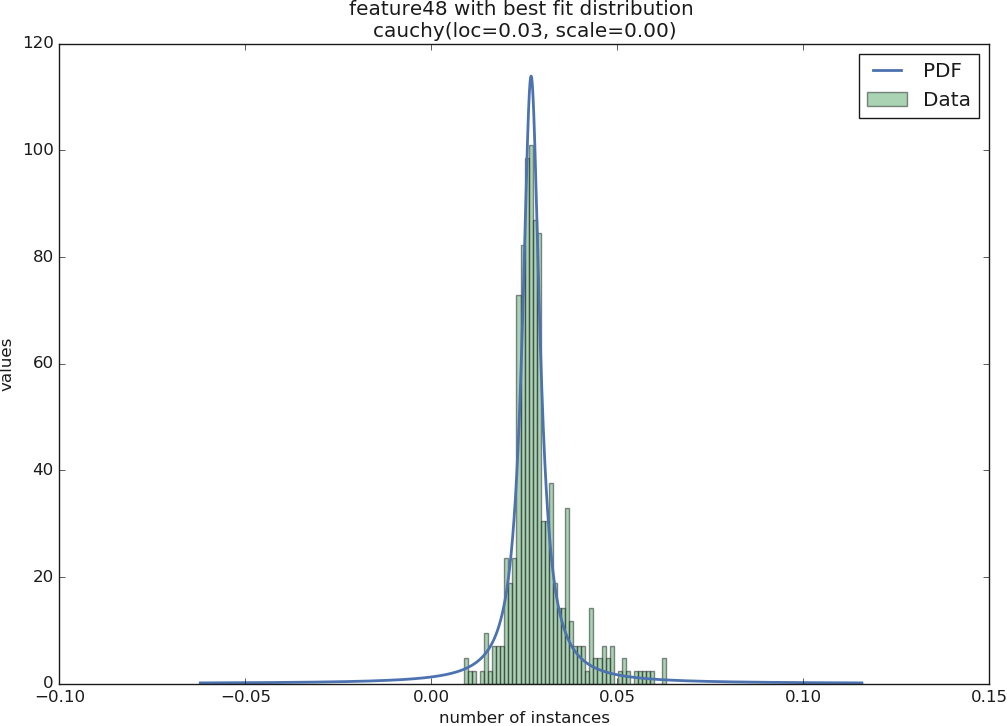 feature48 with best fit distribution
cauchy(loc=0.03, scale=0.00)
PDF
Data
120
100
80
60
40
20
0
values
−0.10 −0.05 0.00 0.05 0.10 0.15
number of instances